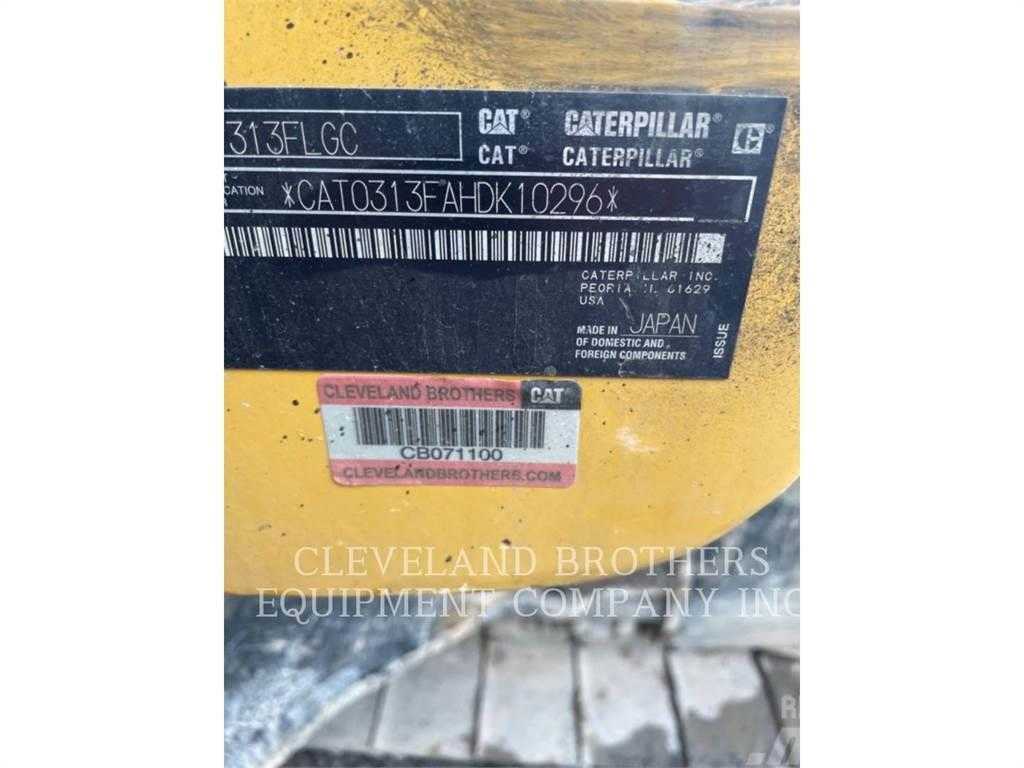 313FLGC
CAT® CATERPILLAR®
CAT® CATERPILLAR®
CATION *CAT0313FAHDK10296*
CATERPILLAR INC.
PEORIA IL 61629
USA
MADE IN JAPAN
OF DOMESTIC AND
FOREIGN COMPONENTS
ISSUE
CLEVELAND BROTHERS CAT
CB071100
CLEVELANDBROTHERS.COM
CLEVELAND BROTHERS
EQUIPMENT COMPANY INC